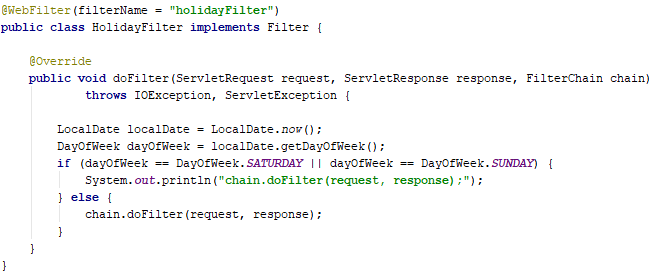 @WebFilter(filterName = "holidayFilter")
public class HolidayFilter implements Filter {
@Override
public void doFilter(ServletRequest request, ServletResponse response, FilterChain chain)
throws IOException, ServletException {
LocalDate localDate = LocalDate.now();
DayOfWeek dayOfWeek = localDate.getDayOfWeek();
if (dayOfWeek == DayOfWeek.SATURDAY || dayOfWeek == DayOfWeek.SUNDAY) {
System.out.println("chain.doFilter(request, response);");
} else {
chain.doFilter(request, response);
}
}
}